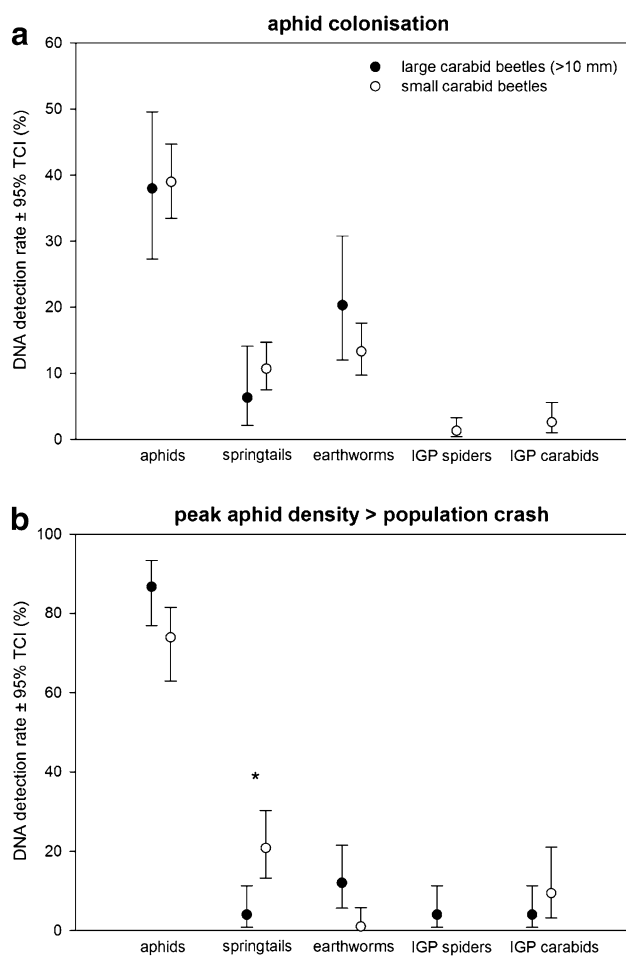 a
aphid colonisation
60
50
40
30
20
10
0
DNA detection rate ± 95% TCI (%)
large carabid beetles (>10 mm)
small carabid beetles
aphids springtails earthworms IGP spiders IGP carabids
b
peak aphid density > population crash
100
80
60
40
20
0
DNA detection rate ± 95% TCI (%)
*
aphids springtails earthworms IGP spiders IGP carabids